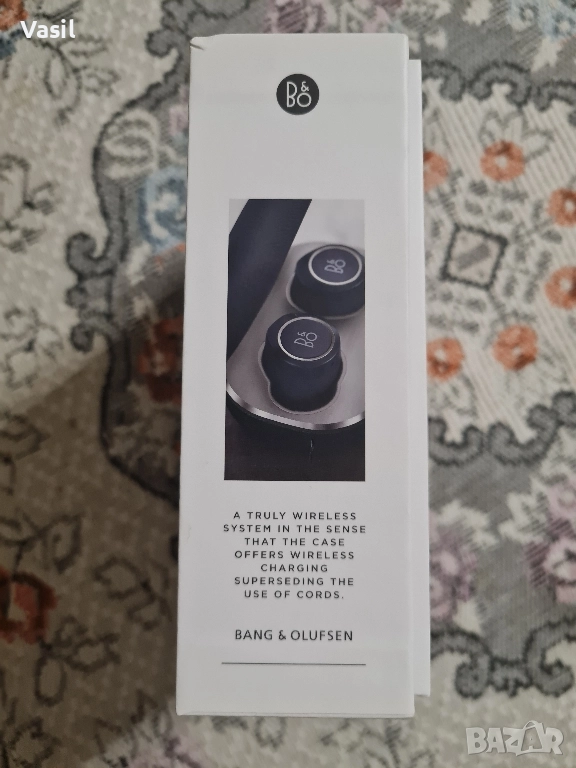 Vasil
B&O
B&O
B&O
A TRULY WIRELESS
SYSTEM IN THE SENSE
THAT THE CASE
OFFERS WIRELESS
CHARGING
SUPERSEDING THE
USE OF CORDS.
BANG & OLUFSEN
BAZAR